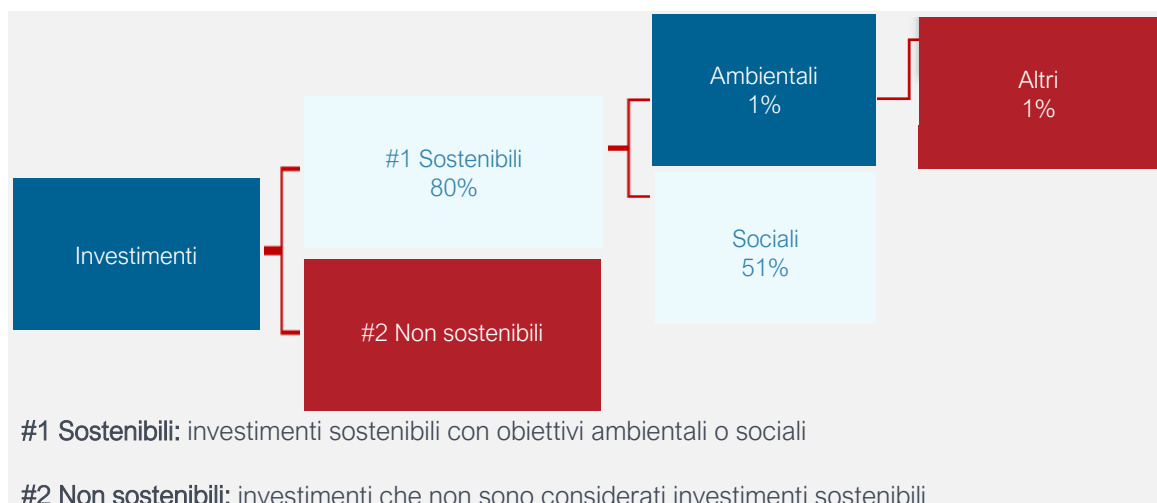 Ambientali
1%
Altri
1%
#1 Sostenibili
80%
Investimenti
Sociali
51%
#2 Non sostenibili
#1 Sostenibili: investimenti sostenibili con obiettivi ambientali o sociali
#2 Non sostenibili: investimenti che non sono considerati investimenti sostenibili